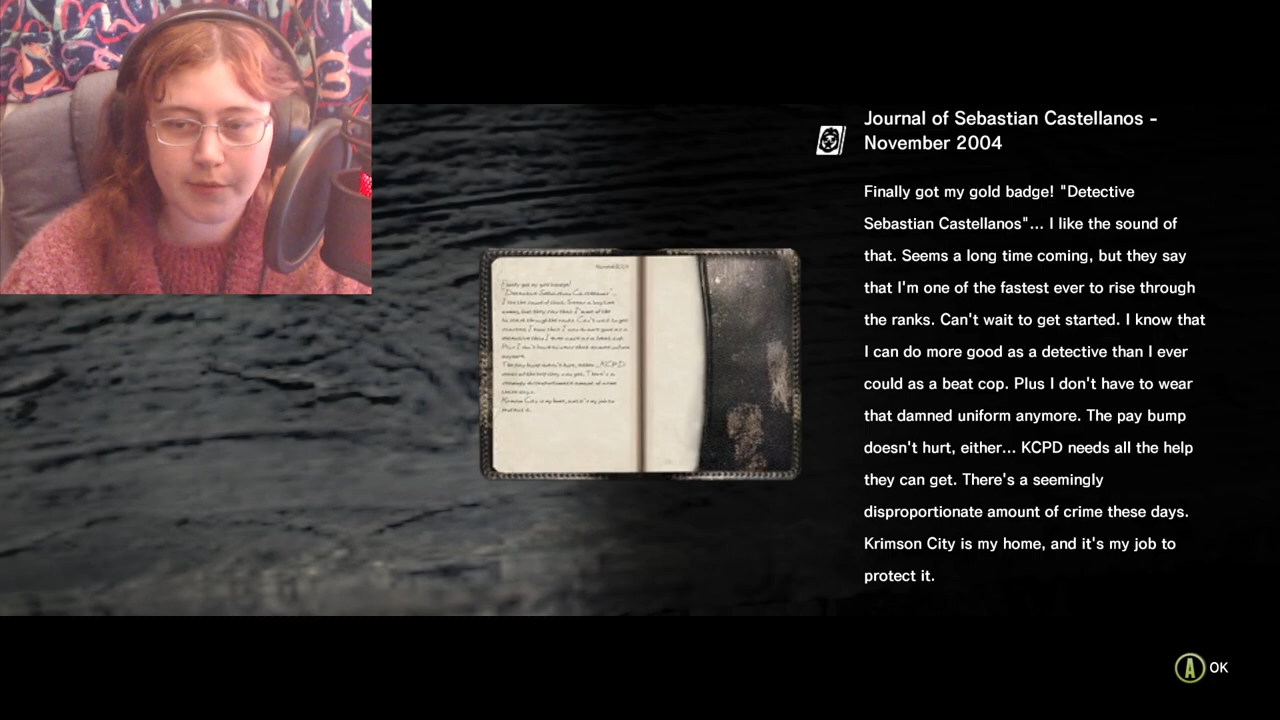 Journal of Sebastian Castellanos -
November 2004
Finally got my gold badge! "Detective
Sebastian Castellanos"... I like the sound of
that. Seems a long time coming, but they say
that I'm one of the fastest ever to rise through
the ranks. Can't wait to get started. I know that
I can do more good as a detective than I ever
could as a beat cop. Plus I don't have to wear
that damned uniform anymore. The pay bump
doesn't hurt, either... KCPD needs all the help
they can get. There's a seemingly
disproportionate amount of crime these days.
Krimson City is my home, and it's my job to
protect it.
A OK